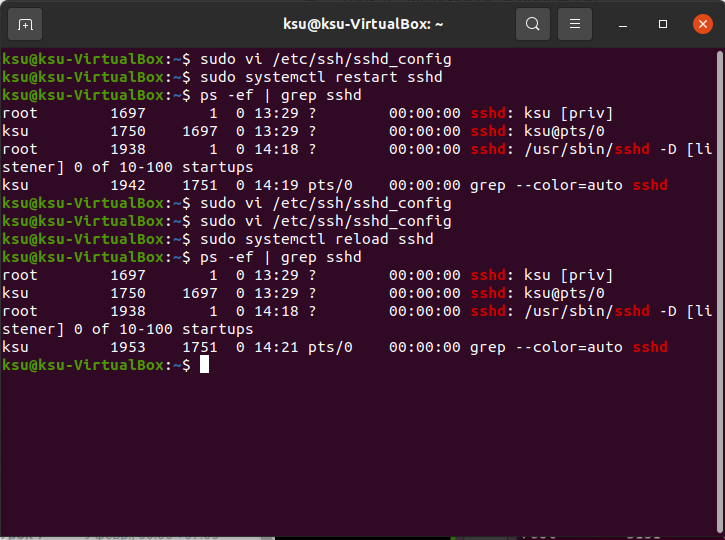 ksu@ksu-VirtualBox: ~
ksu@ksu-VirtualBox:~$ sudo vi /etc/ssh/sshd_config
ksu@ksu-VirtualBox:~$ sudo systemctl restart sshd
ksu@ksu-VirtualBox:~$ ps -ef | grep sshd
root        1697       1  0 13:29 ?        00:00:00 sshd: ksu [priv]
ksu         1750    1697  0 13:29 ?        00:00:00 sshd: ksu@pts/0
root        1938       1  0 14:18 ?        00:00:00 sshd: /usr/sbin/sshd -D [li
stener] 0 of 10-100 startups
ksu         1942    1751  0 14:19 pts/0    00:00:00 grep --color=auto sshd
ksu@ksu-VirtualBox:~$ sudo vi /etc/ssh/sshd_config
ksu@ksu-VirtualBox:~$ sudo vi /etc/ssh/sshd_config
ksu@ksu-VirtualBox:~$ sudo systemctl reload sshd
ksu@ksu-VirtualBox:~$ ps -ef | grep sshd
root        1697       1  0 13:29 ?        00:00:00 sshd: ksu [priv]
ksu         1750    1697  0 13:29 ?        00:00:00 sshd: ksu@pts/0
root        1938       1  0 14:18 ?        00:00:00 sshd: /usr/sbin/sshd -D [li
stener] 0 of 10-100 startups
ksu         1953    1751  0 14:21 pts/0    00:00:00 grep --color=auto sshd
ksu@ksu-VirtualBox:~$